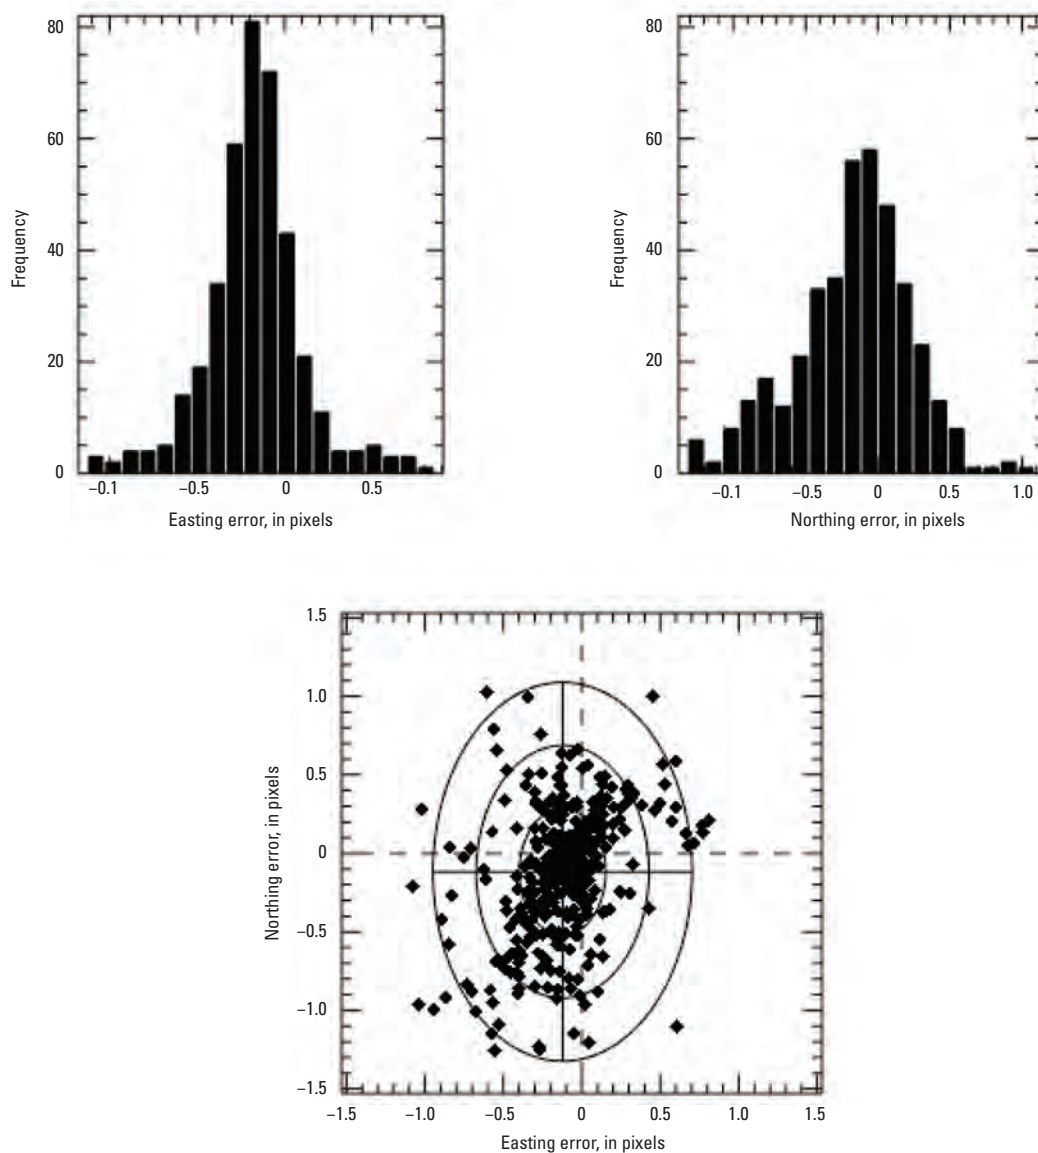 80
60
40
20
0
Frequency
−0.1 −0.5 0 0.5
Easting error, in pixels
80
60
40
20
0
Frequency
−0.1 −0.5 0 0.5 1.0
Northing error, in pixels
1.5
1.0
0.5
0
−0.5
−1.0
−1.5
Northing error, in pixels
−1.5 −1.0 −0.5 0 0.5 1.0 1.5
Easting error, in pixels